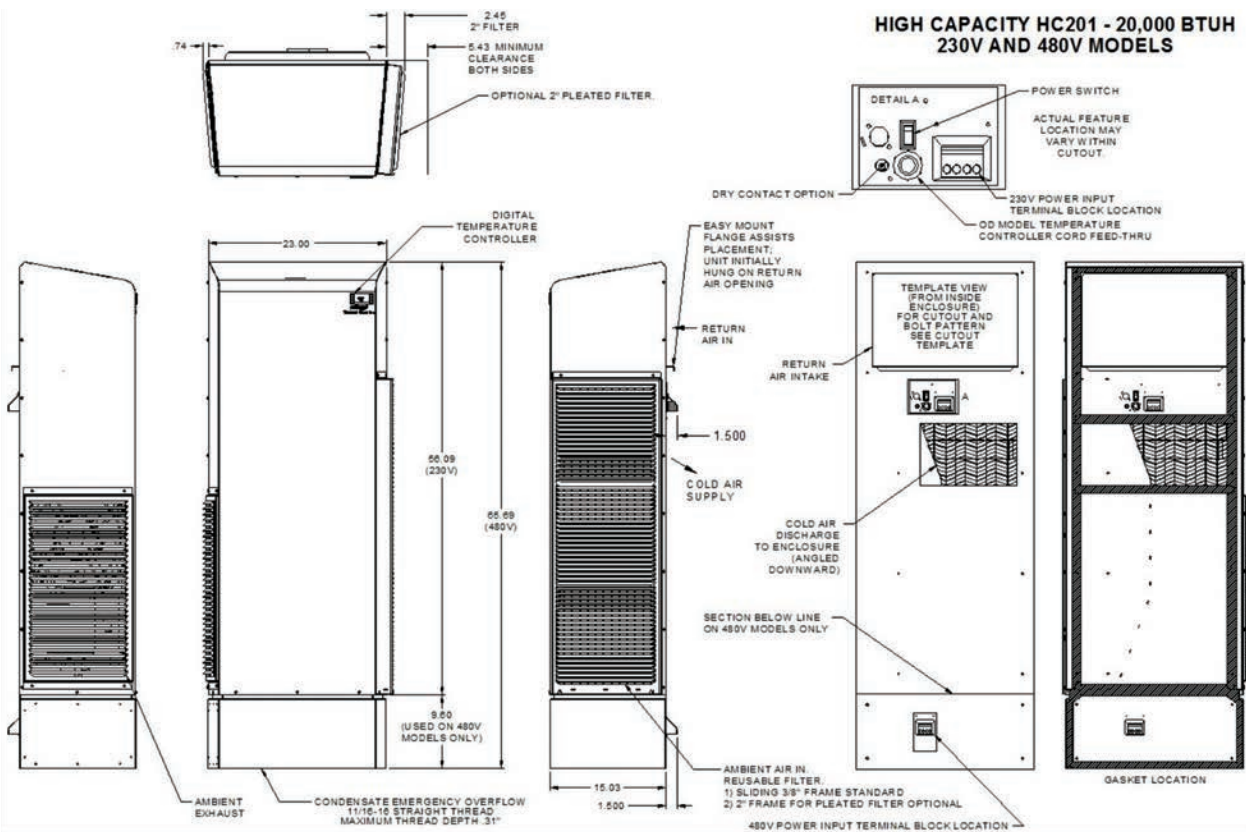 HIGH CAPACITY HC201 - 20,000 BTUH
230V AND 480V MODELS
.74
2.45
2" FILTER
5.43 MINIMUM
CLEARANCE
BOTH SIDES
OPTIONAL 2" PLEATED FILTER.
DETAIL A
POWER SWITCH
ACTUAL FEATURE
LOCATION MAY
VARY WITHIN
CUTOUT.
DRY CONTACT OPTION
230V POWER INPUT
TERMINAL BLOCK LOCATION
OD MODEL TEMPERATURE
CONTROLLER CORD FEED-THRU
DIGITAL
TEMPERATURE
CONTROLLER
23.00
EASY MOUNT
FLANGE ASSISTS
PLACEMENT;
UNIT INITIALLY
HUNG ON RETURN
AIR OPENING
RETURN
AIR IN
TEMPLATE VIEW
(FROM INSIDE
ENCLOSURE)
FOR CUTOUT AND
BOLT PATTERN
SEE CUTOUT
TEMPLATE
RETURN
AIR INTAKE
A
1.500
COLD AIR
SUPPLY
56.09
(230V)
65.69
(480V)
COLD AIR
DISCHARGE
TO ENCLOSURE
(ANGLED
DOWNWARD)
SECTION BELOW LINE
ON 480V MODELS ONLY
9.60
(USED ON 480V
MODELS ONLY)
AMBIENT
EXHAUST
CONDENSATE EMERGENCY OVERFLOW
11/16-16 STRAIGHT THREAD
MAXIMUM THREAD DEPTH .31"
15.03
1.500
AMBIENT AIR IN.
REUSABLE FILTER.
1) SLIDING 3/8" FRAME STANDARD
2) 2" FRAME FOR PLEATED FILTER OPTIONAL
480V POWER INPUT TERMINAL BLOCK LOCATION
GASKET LOCATION